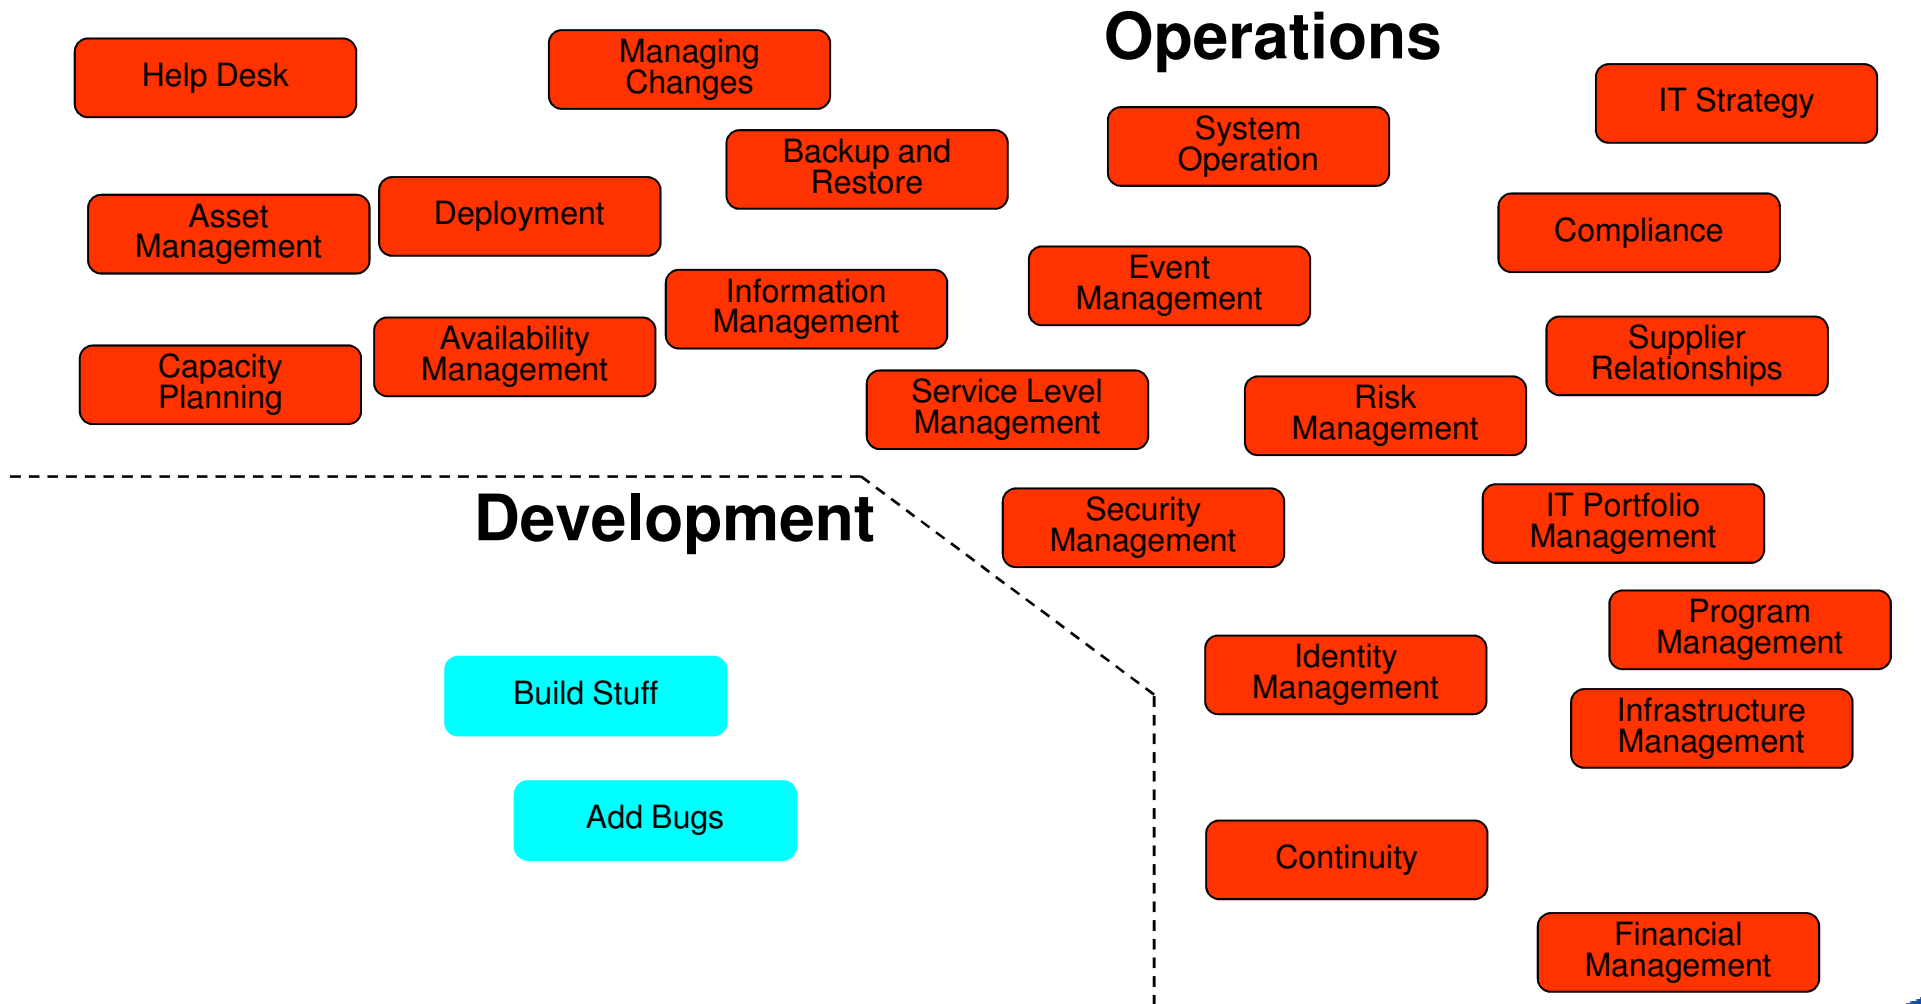 Operations
Help Desk
Managing
Changes
IT Strategy
System
Operation
Backup and
Restore
Asset
Management
Deployment
Compliance
Event
Management
Information
Management
Availability
Management
Supplier
Relationships
Capacity
Planning
Service Level
Management
Risk
Management
Development
Security
Management
IT Portfolio
Management
Program
Management
Identity
Management
Build Stuff
Infrastructure
Management
Add Bugs
Continuity
Financial
Management